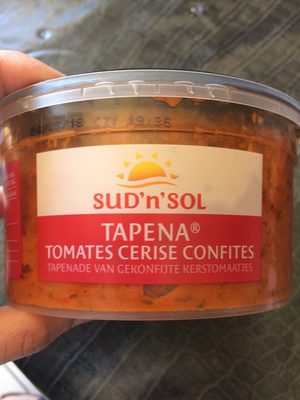 SUD'n'SOL
TAPENA®
TOMATES CERISE CONFITES
TAPENADE VAN GEKONFIJTE KERSTOMAATJES